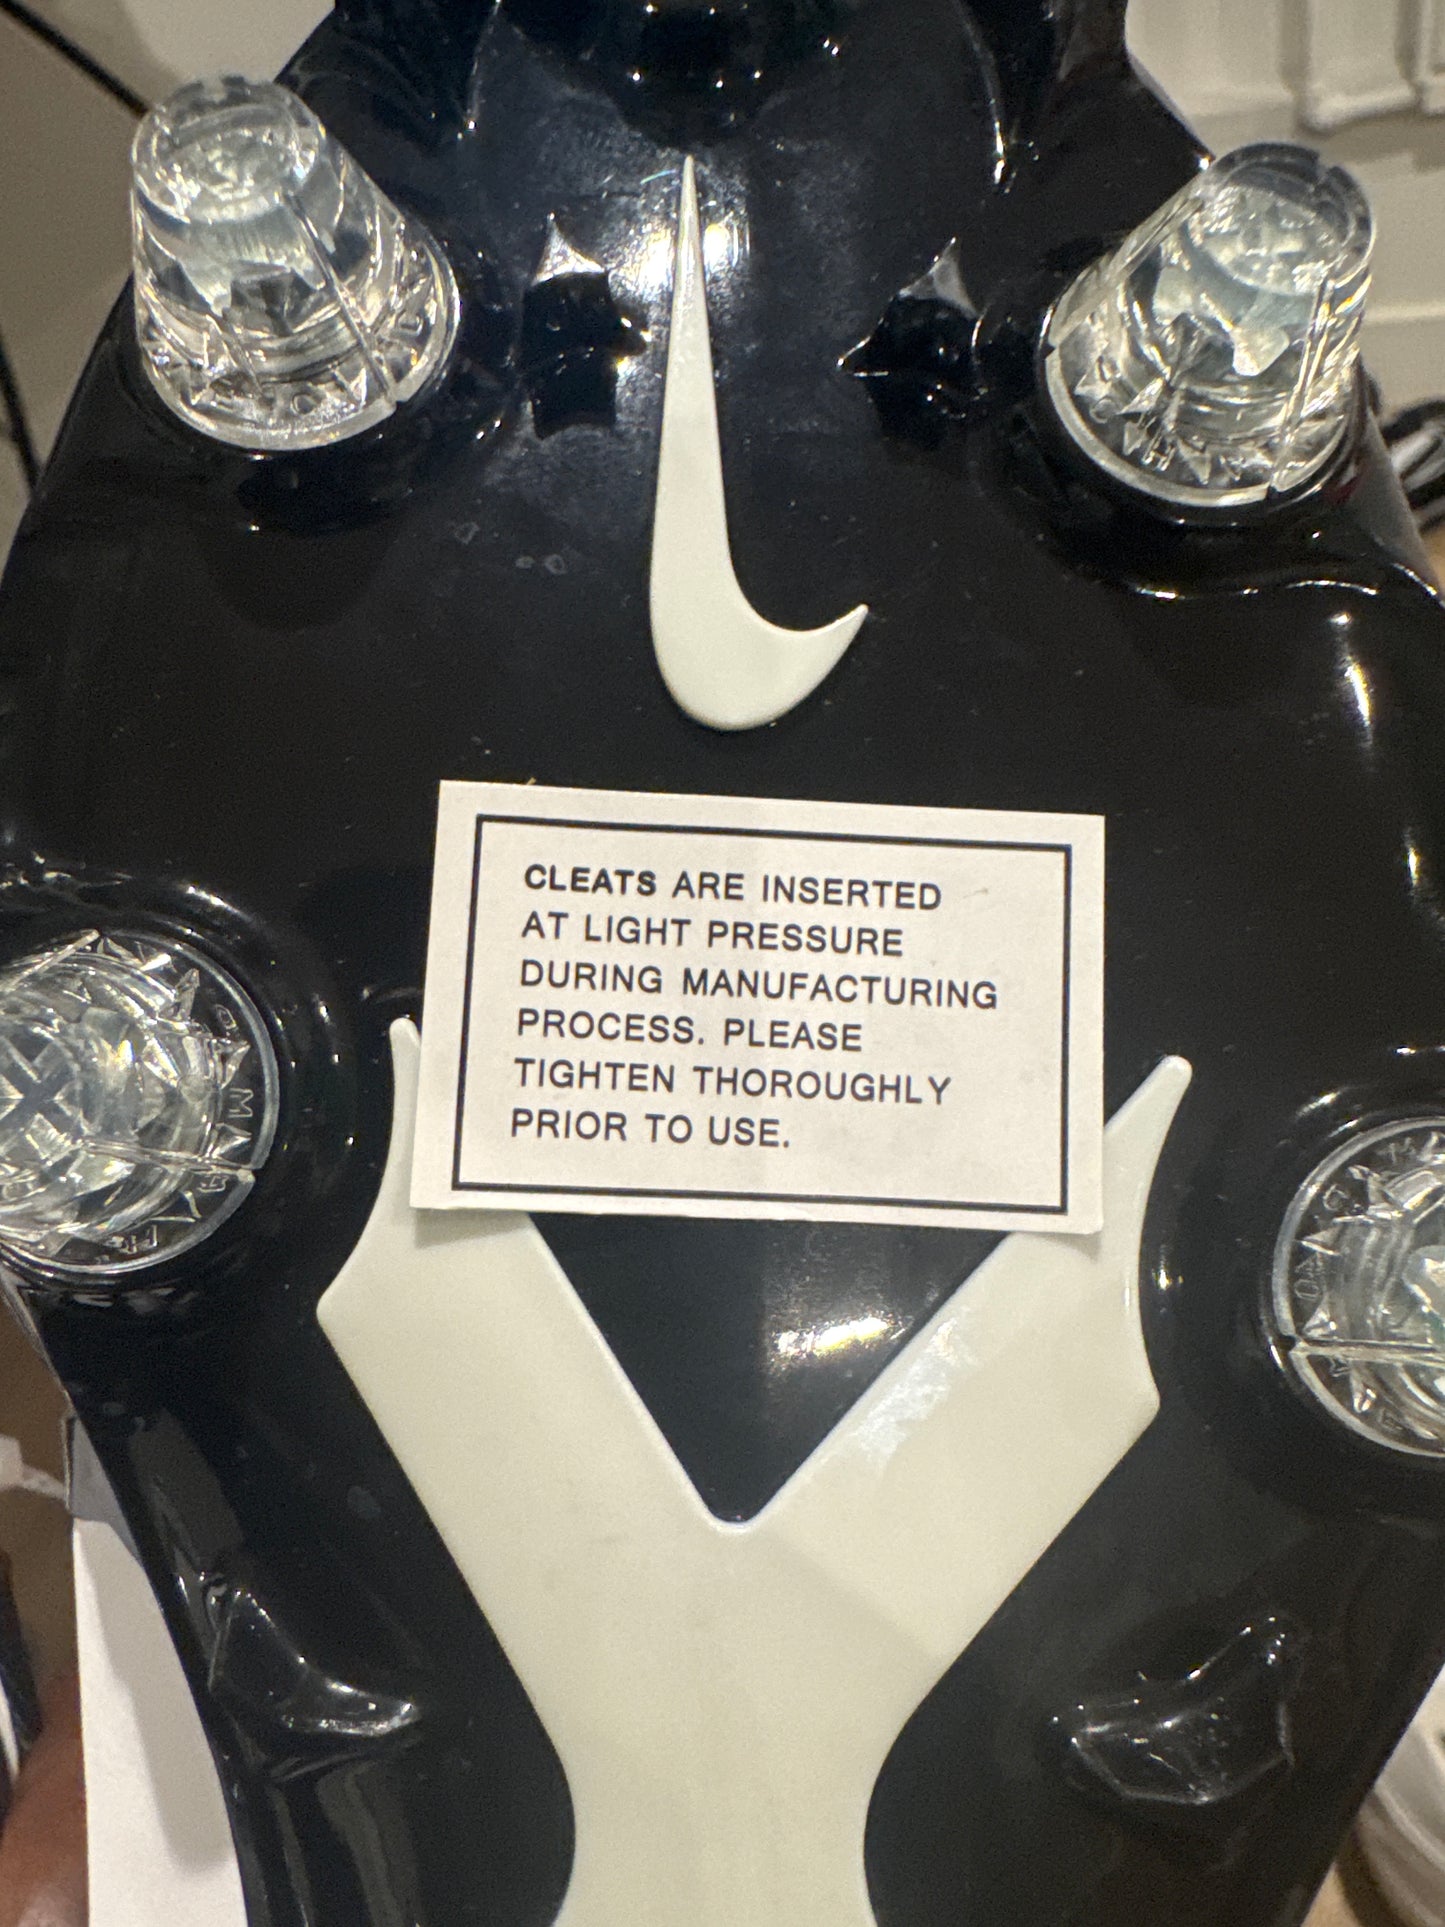 CLEATS ARE INSERTED
AT LIGHT PRESSURE
DURING MANUFACTURING
PROCESS. PLEASE
TIGHTEN THOROUGHLY
PRIOR TO USE.